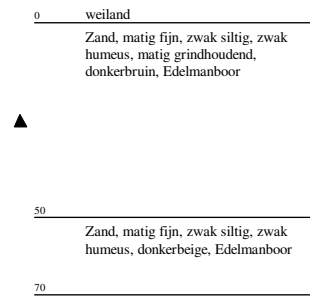 0 weiland
Zand, matig fijn, zwak siltig, zwak
humeus, matig grindhoudend,
donkerbruin, Edelmanboor
50
Zand, matig fijn, zwak siltig, zwak
humeus, donkerbeige, Edelmanboor
70